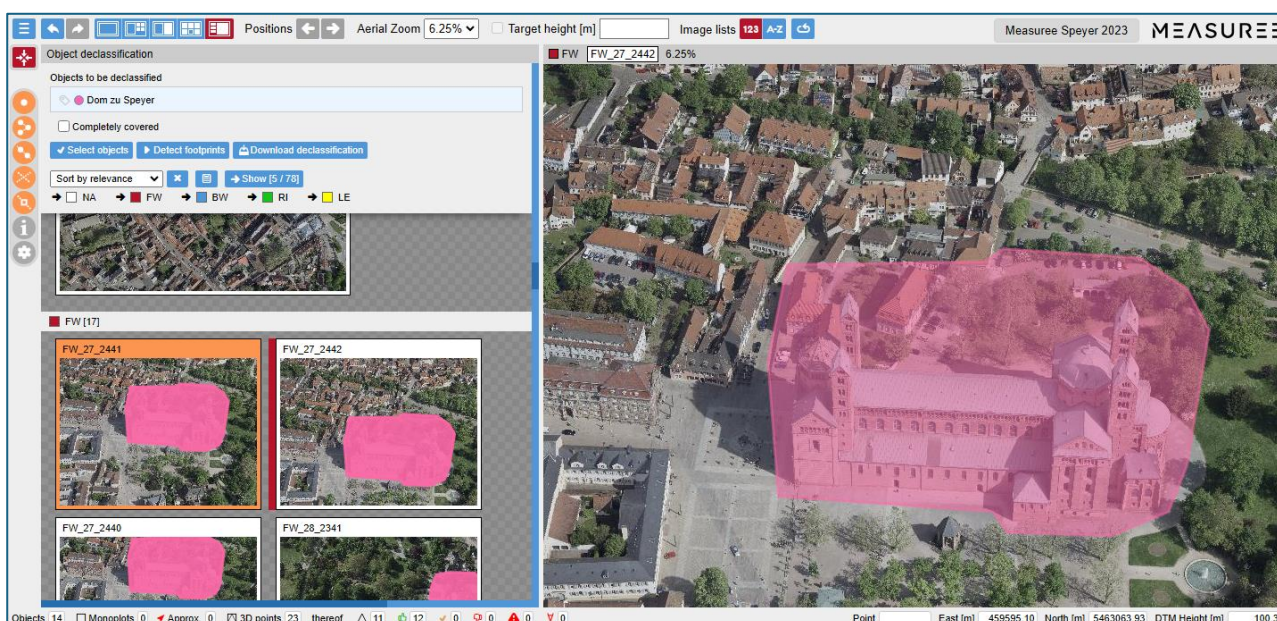 Positions Aerial Zoom 6.25% Target height [m] Image lists 123 A-Z Measuree Speyer 2023 MEASUREE
Object declassification
FW FW_27_2442 6.25%
Objects to be declassified
Dom zu Speyer
Completely covered
Select objects Detect footprints Download declassification
Sort by relevance Show [5 / 78]
NA FW BW RI LE
FW [17]
FW_27_2441 FW_27_2442
FW_27_2440 FW_28_2341
Objects 14 Monoplots 0 Approx. 0 3D points 23 thereof 11 12 0 0 0 0 Point East [m] 459595.10 North [m] 5463063.93 DTM Height [m] 100.3